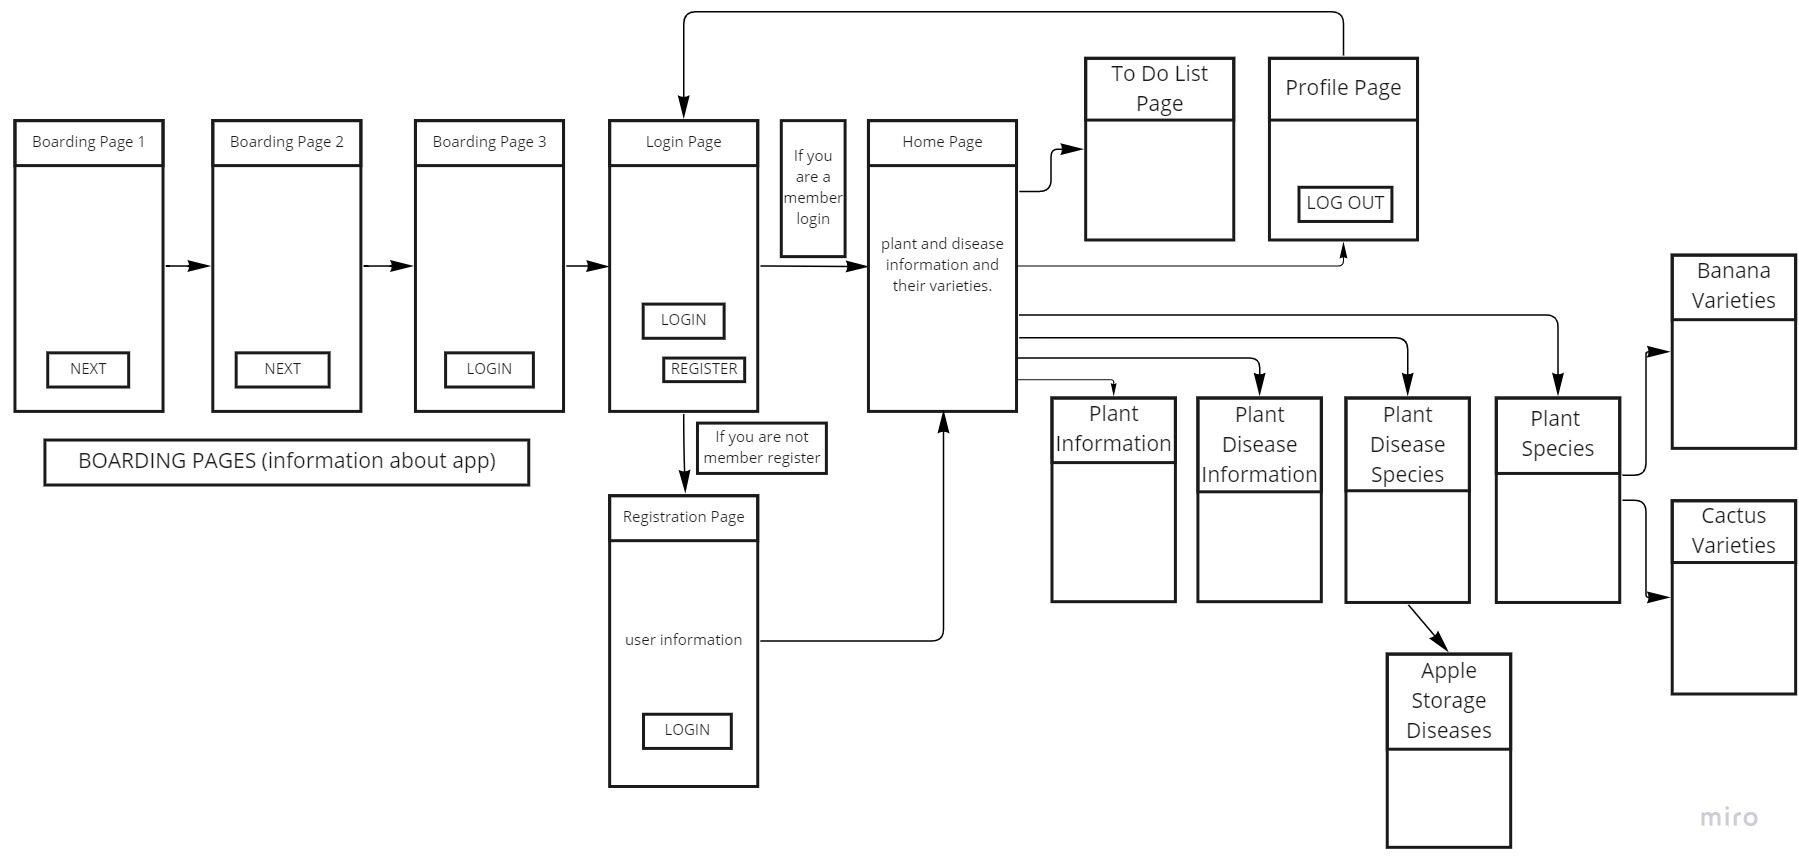 To Do List
Page
Profile Page
Boarding Page 1
Boarding Page 2
Boarding Page 3
Login Page
If you
are a
member
login
Home Page
LOG OUT
plant and disease
information and
their varieties.
Banana
Varieties
LOGIN
REGISTER
NEXT
NEXT
LOGIN
Plant
Information
Plant
Disease
Information
Plant
Disease
Species
Plant
Species
If you are not
member register
BOARDING PAGES (information about app)
Registration Page
Cactus
Varieties
user information
LOGIN
Apple
Storage
Diseases
miro